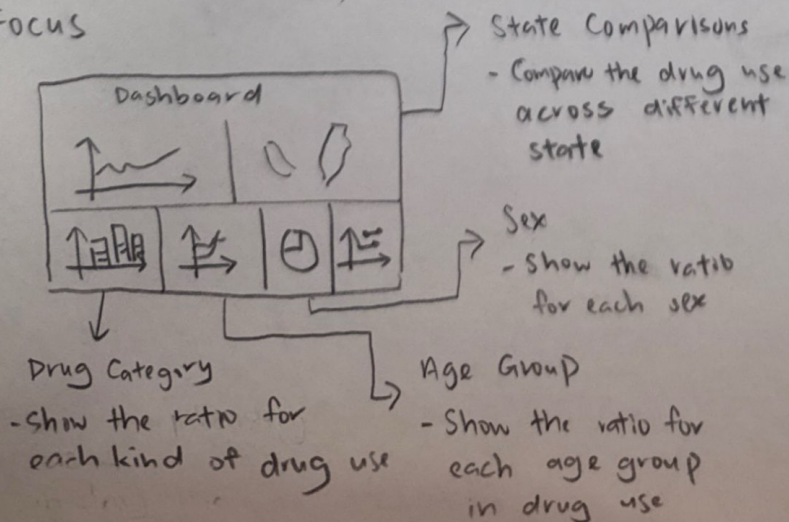 Focus
Dashboard
State Comparisons
- Compare the drug use
across different
state
Sex
- Show the ratio
for each sex
Drug Category
- Show the ratio for
each kind of drug use
Age Group
- Show the ratio for
each age group
in drug use